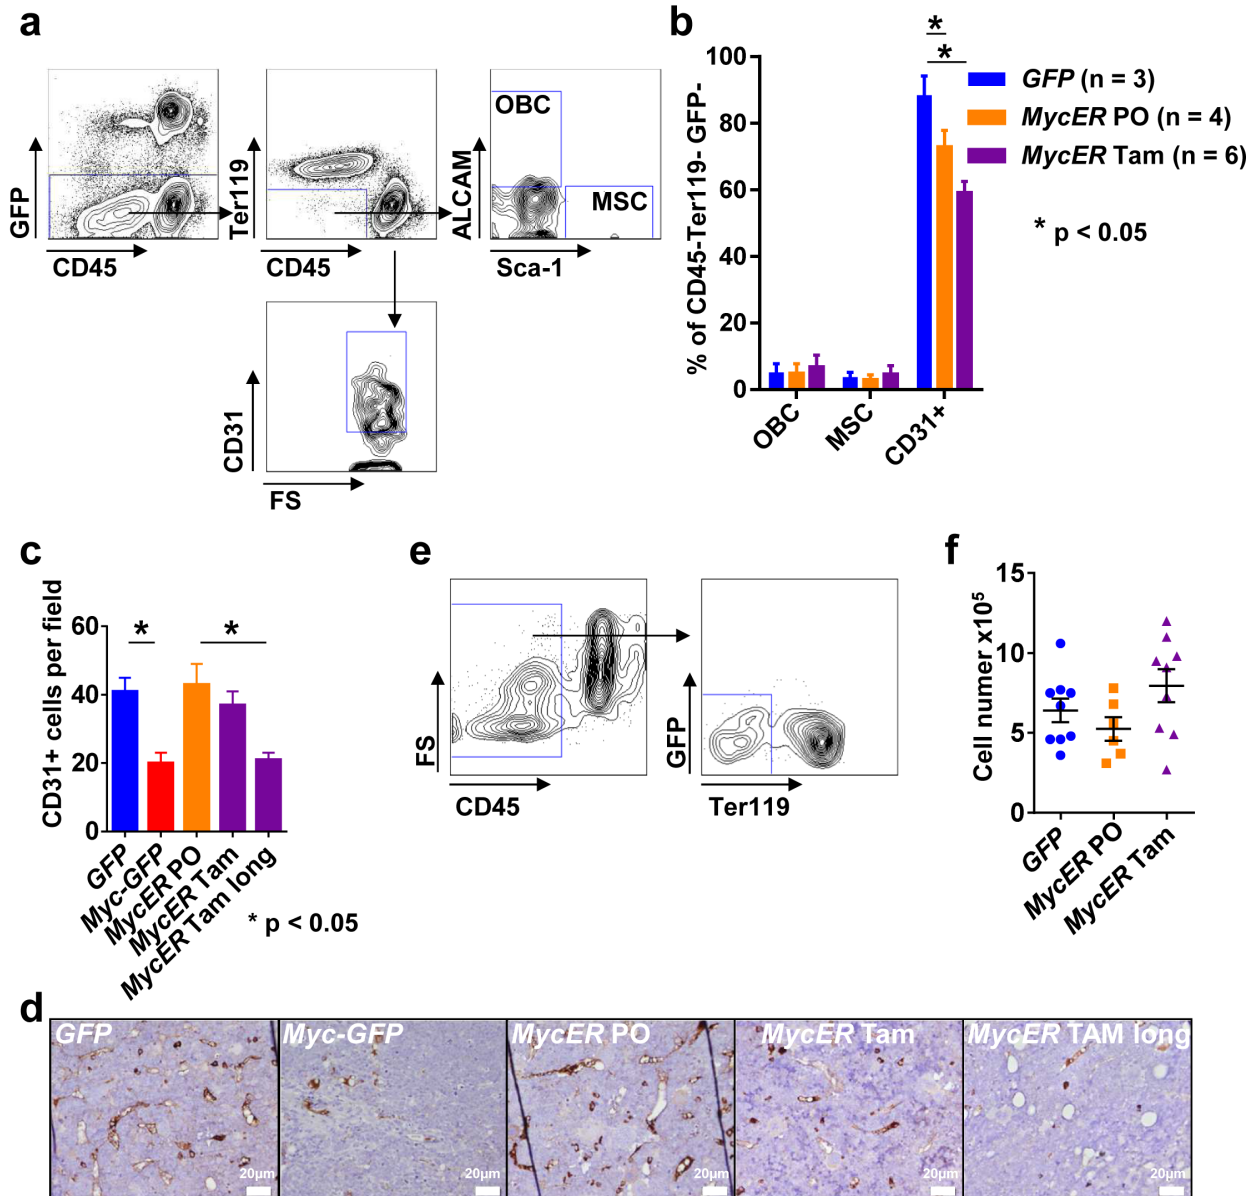 a
GFP
CD45
Ter119
CD45
ALCAM
OBC
MSC
Sca-1
CD31
FS
b
% of CD45-Ter119- GFP-
100
80
60
40
20
0
OBC
MSC
CD31+
*
*
GFP (n = 3)
MycER PO (n = 4)
MycER Tam (n = 6)
* p < 0.05
c
CD31+ cells per field
60
40
20
0
*
*
GFP
Myc-GFP
MycER PO
MycER Tam
MycER Tam long
* p < 0.05
e
FS
CD45
GFP
Ter119
f
Cell numer x10⁵
15
10
5
0
GFP
MycER PO
MycER Tam
d
GFP
Myc-GFP
MycER PO
MycER Tam
MycER TAM long
20μm
20μm
20μm
20μm
20μm